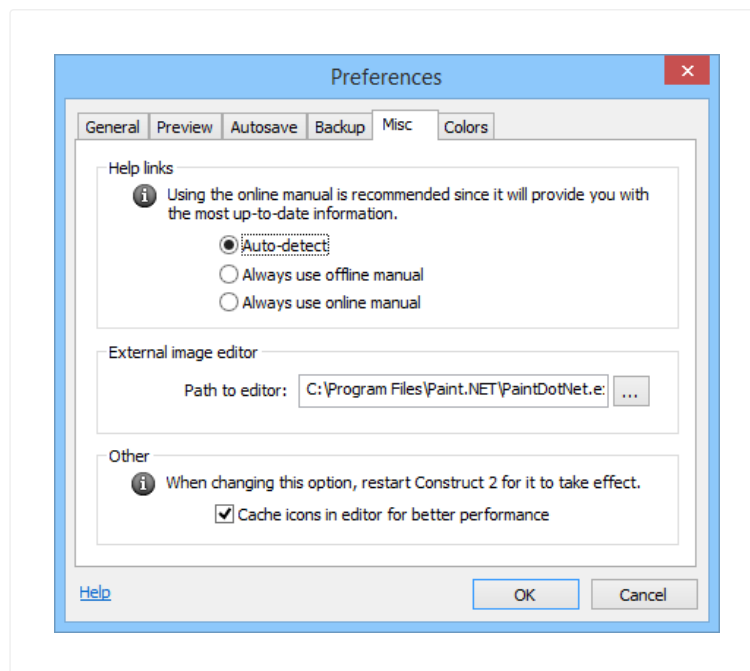 Preferences
General Preview Autosave Backup Misc Colors
Help links
Using the online manual is recommended since it will provide you with
the most up-to-date information.
Auto-detect
Always use offline manual
Always use online manual
External image editor
Path to editor: C:\Program Files\Paint.NET\PaintDotNet.e ...
Other
When changing this option, restart Construct 2 for it to take effect.
Cache icons in editor for better performance
Help OK Cancel